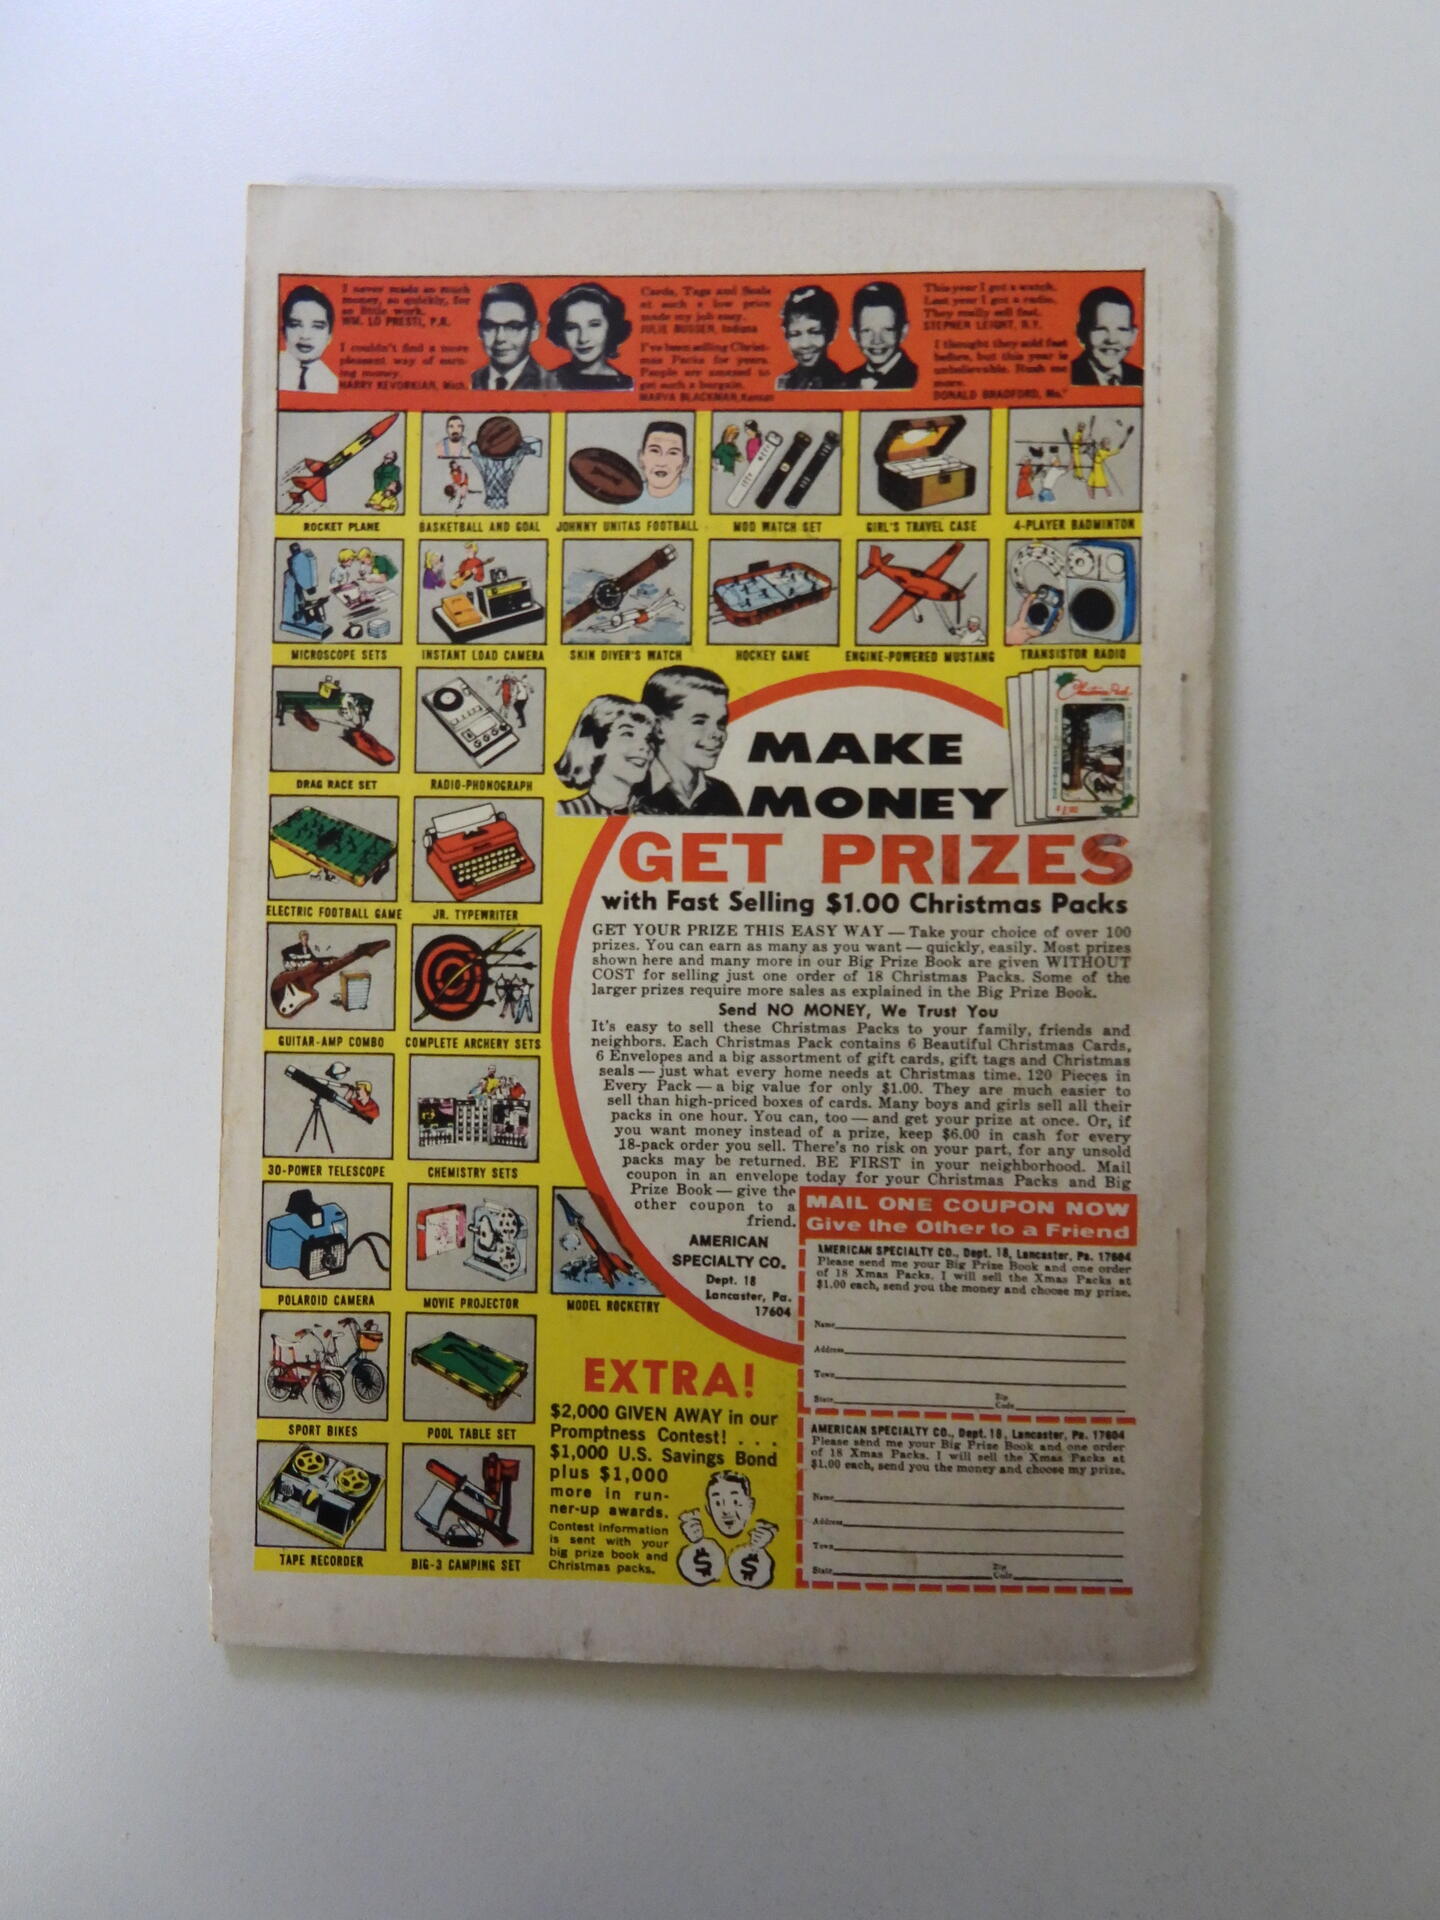 I never made so much
money, so quickly, for
so little work.
WM. LO PRESTI, P.R.
I couldn't find a more
pleasant way of earn-
ing money.
HARRY KEVORKIAN, Mich.
Cards, Tags and Seals
at such a low price
made my job easy.
JULIE BUSSER, Indiana
I've been selling Christ-
mas Packs for years.
People are amazed to
get such a bargain.
MARVA BLACKMAN, Kansas
This year I got a watch.
Last year I got a radio.
They really sell fast.
STEPHEN LEIGHT, N.Y.
I thought they sold fast
before, but this year is
unbelievable. Rush me
more.
DONALD BRADFORD, Mo."
ROCKET PLANE
BASKETBALL AND GOAL
JOHNNY UNITAS FOOTBALL
MOD WATCH SET
GIRL'S TRAVEL CASE
4-PLAYER BADMINTON
MICROSCOPE SETS
INSTANT LOAD CAMERA
SKIN DIVER'S WATCH
HOCKEY GAME
ENGINE-POWERED MUSTANG
TRANSISTOR RADIO
DRAG RACE SET
RADIO-PHONOGRAPH
ELECTRIC FOOTBALL GAME
JR. TYPEWRITER
GUITAR-AMP COMBO
COMPLETE ARCHERY SETS
30-POWER TELESCOPE
CHEMISTRY SETS
POLAROID CAMERA
MOVIE PROJECTOR
MODEL ROCKETRY
SPORT BIKES
POOL TABLE SET
TAPE RECORDER
BIG-3 CAMPING SET
Christmas Pack
$1.00
MAKE
MONEY
GET PRIZES
with Fast Selling $1.00 Christmas Packs
GET YOUR PRIZE THIS EASY WAY — Take your choice of over 100
prizes. You can earn as many as you want — quickly, easily. Most prizes
shown here and many more in our Big Prize Book are given WITHOUT
COST for selling just one order of 18 Christmas Packs. Some of the
larger prizes require more sales as explained in the Big Prize Book.
Send NO MONEY, We Trust You
It's easy to sell these Christmas Packs to your family, friends and
neighbors. Each Christmas Pack contains 6 Beautiful Christmas Cards,
6 Envelopes and a big assortment of gift cards, gift tags and Christmas
seals — just what every home needs at Christmas time. 120 Pieces in
Every Pack — a big value for only $1.00. They are much easier to
sell than high-priced boxes of cards. Many boys and girls sell all their
packs in one hour. You can, too — and get your prize at once. Or, if
you want money instead of a prize, keep $6.00 in cash for every
18-pack order you sell. There's no risk on your part, for any unsold
packs may be returned. BE FIRST in your neighborhood. Mail
coupon in an envelope today for your Christmas Packs and Big
Prize Book — give the
other coupon to a
friend.
AMERICAN
SPECIALTY CO.
Dept. 18
Lancaster, Pa.
17604
EXTRA!
$2,000 GIVEN AWAY in our
Promptness Contest! . . .
$1,000 U.S. Savings Bond
plus $1,000
more in run-
ner-up awards.
Contest information
is sent with your
big prize book and
Christmas packs.
$ $
MAIL ONE COUPON NOW
Give the Other to a Friend
AMERICAN SPECIALTY CO., Dept. 18, Lancaster, Pa. 17604
Please send me your Big Prize Book and one order
of 18 Xmas Packs. I will sell the Xmas Packs at
$1.00 each, send you the money and choose my prize.
Name
Address
Town
State Zip Code
AMERICAN SPECIALTY CO., Dept. 18, Lancaster, Pa. 17604
Please send me your Big Prize Book and one order
of 18 Xmas Packs. I will sell the Xmas Packs at
$1.00 each, send you the money and choose my prize.
Name
Address
Town
State Zip Code